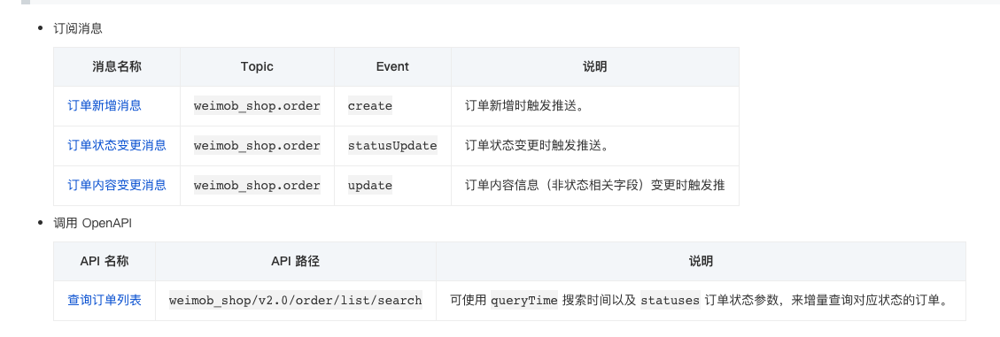 订阅消息
消息名称 Topic Event 说明
订单新增消息 weimob_shop.order create 订单新增时触发推送。
订单状态变更消息 weimob_shop.order statusUpdate 订单状态变更时触发推送。
订单内容变更消息 weimob_shop.order update 订单内容信息（非状态相关字段）变更时触发推
调用 OpenAPI
API 名称 API 路径 说明
查询订单列表 weimob_shop/v2.0/order/list/search 可使用 queryTime 搜索时间以及 statuses 订单状态参数，来增量查询对应状态的订单。